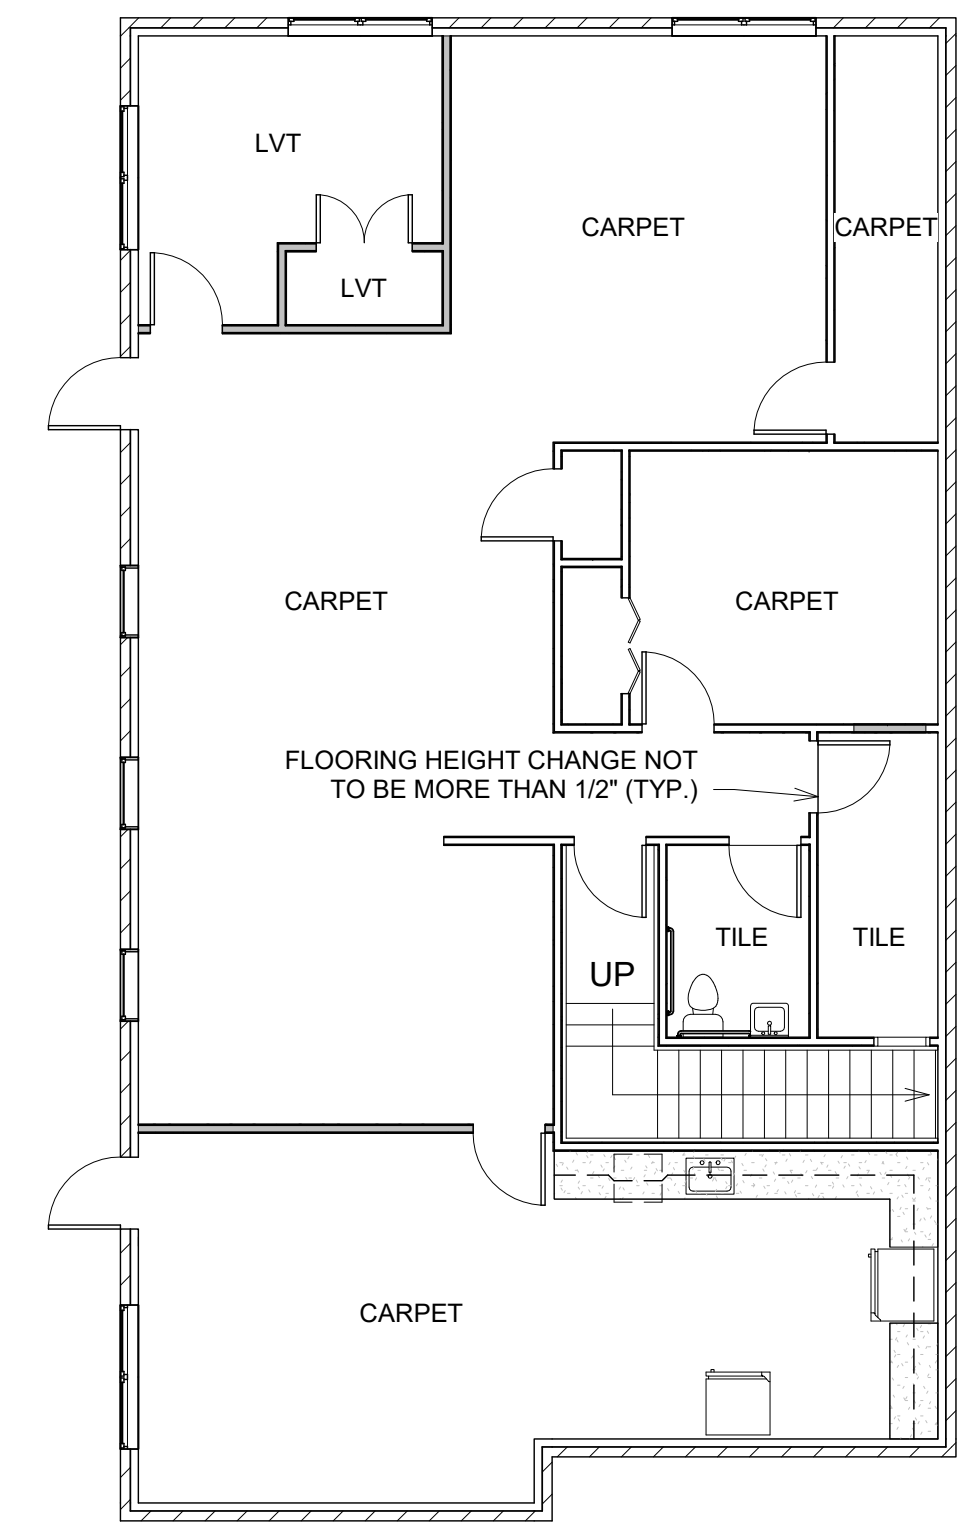 LVT
CARPET
CARPET
LVT
CARPET
CARPET
FLOORING HEIGHT CHANGE NOT
TO BE MORE THAN 1/2" (TYP.)
TILE
TILE
UP
CARPET